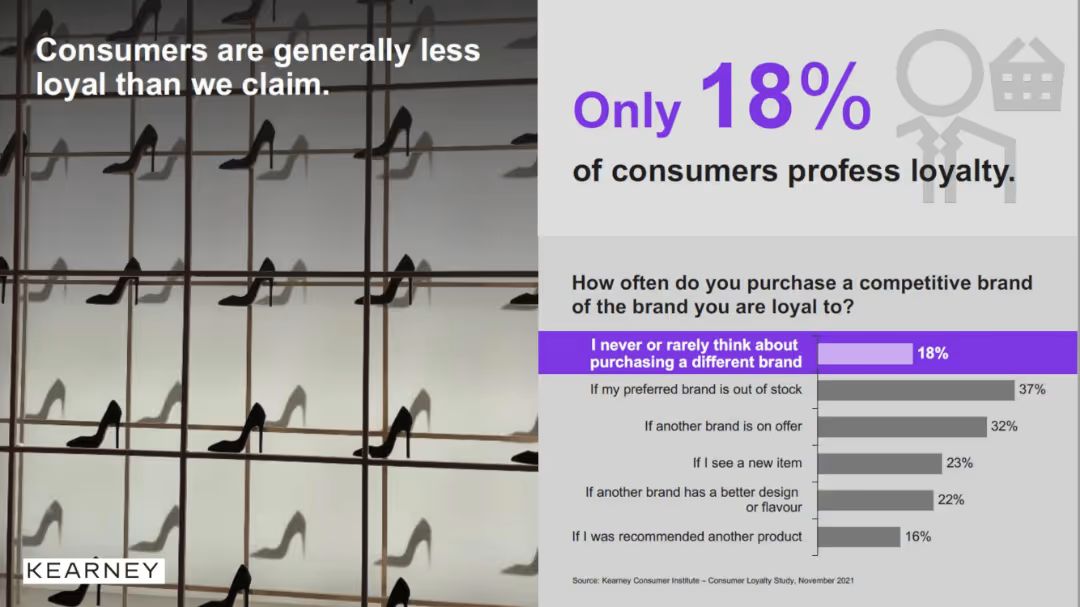 Consumers are generally less
loyal than we claim.
Only 18%
of consumers profess loyalty.
How often do you purchase a competitive brand
of the brand you are loyal to?
I never or rarely think about
purchasing a different brand
18%
If my preferred brand is out of stock
37%
If another brand is on offer
32%
If I see a new item
23%
If another brand has a better design
or flavour
22%
If I was recommended another product
16%
Source: Kearney Consumer Institute – Consumer Loyalty Study, November 2021
KEARNEY